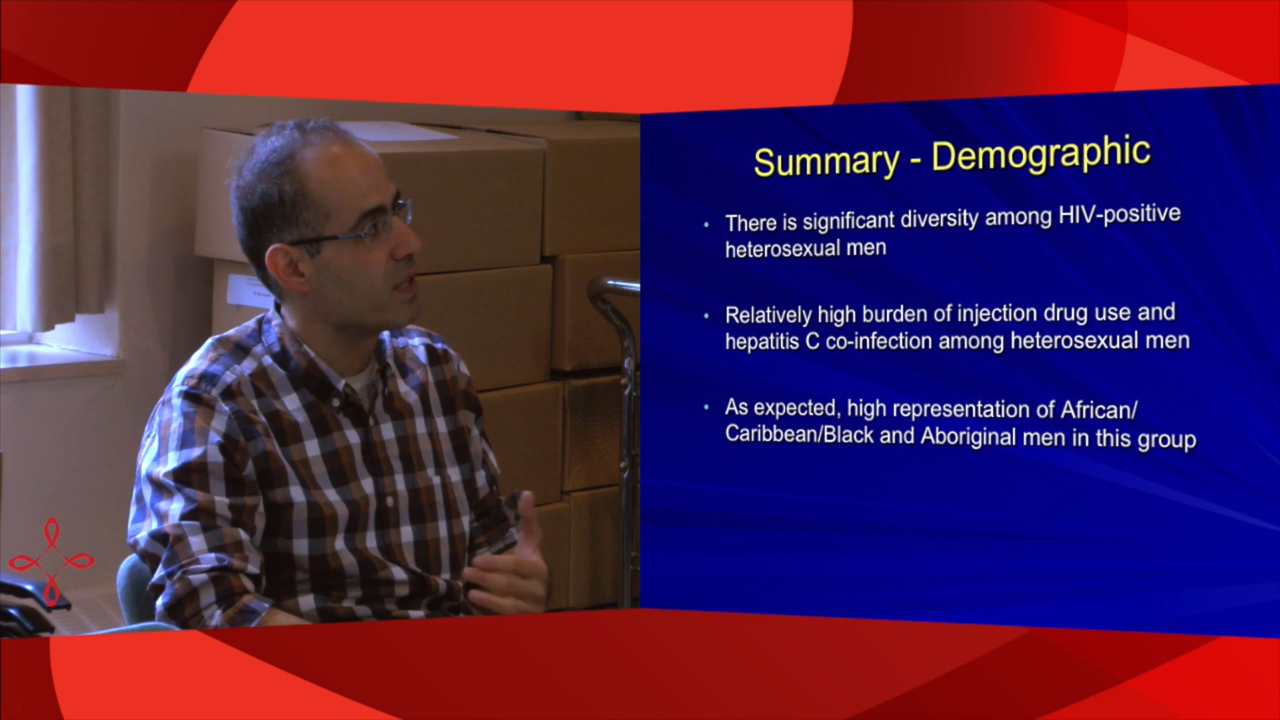 Summary - Demographic
• There is significant diversity among HIV-positive
heterosexual men
• Relatively high burden of injection drug use and
hepatitis C co-infection among heterosexual men
• As expected, high representation of African/
Caribbean/Black and Aboriginal men in this group